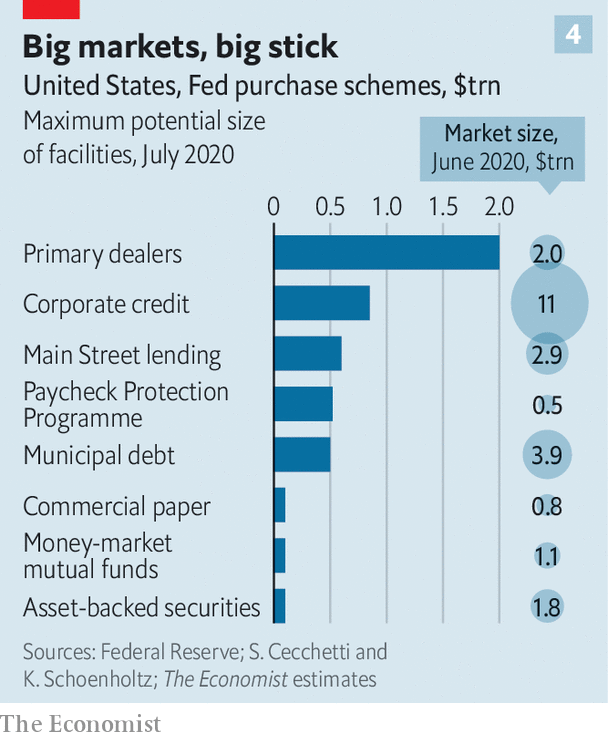 Big markets, big stick
4
United States, Fed purchase schemes, $trn
Maximum potential size
of facilities, July 2020
Market size,
June 2020, $trn
0 0.5 1.0 1.5 2.0
Primary dealers 2.0
Corporate credit 11
Main Street lending 2.9
Paycheck Protection
Programme
0.5
Municipal debt 3.9
Commercial paper 0.8
Money-market
mutual funds
1.1
Asset-backed securities 1.8
Sources: Federal Reserve; S. Cecchetti and
K. Schoenholtz; The Economist estimates
The Economist